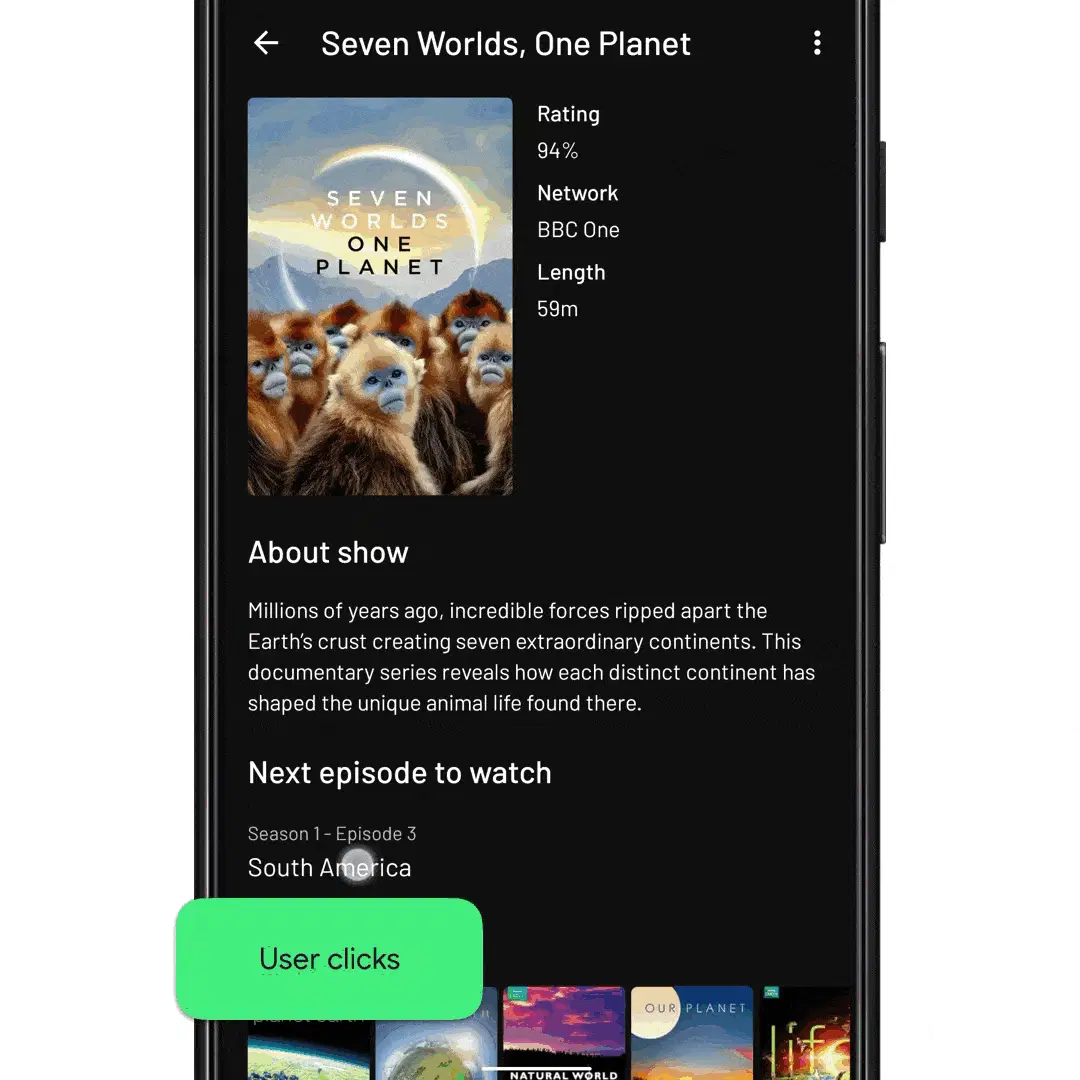 Seven Worlds, One Planet
SEVEN
WORLDS
ONE
PLANET
Rating
94%
Network
BBC One
Length
59m
About show
Millions of years ago, incredible forces ripped apart the
Earth’s crust creating seven extraordinary continents. This
documentary series reveals how each distinct continent has
shaped the unique animal life found there.
Next episode to watch
Season 1 - Episode 3
South America
User clicks
planet earth
OUR PLANET
life
NATURAL WORLD